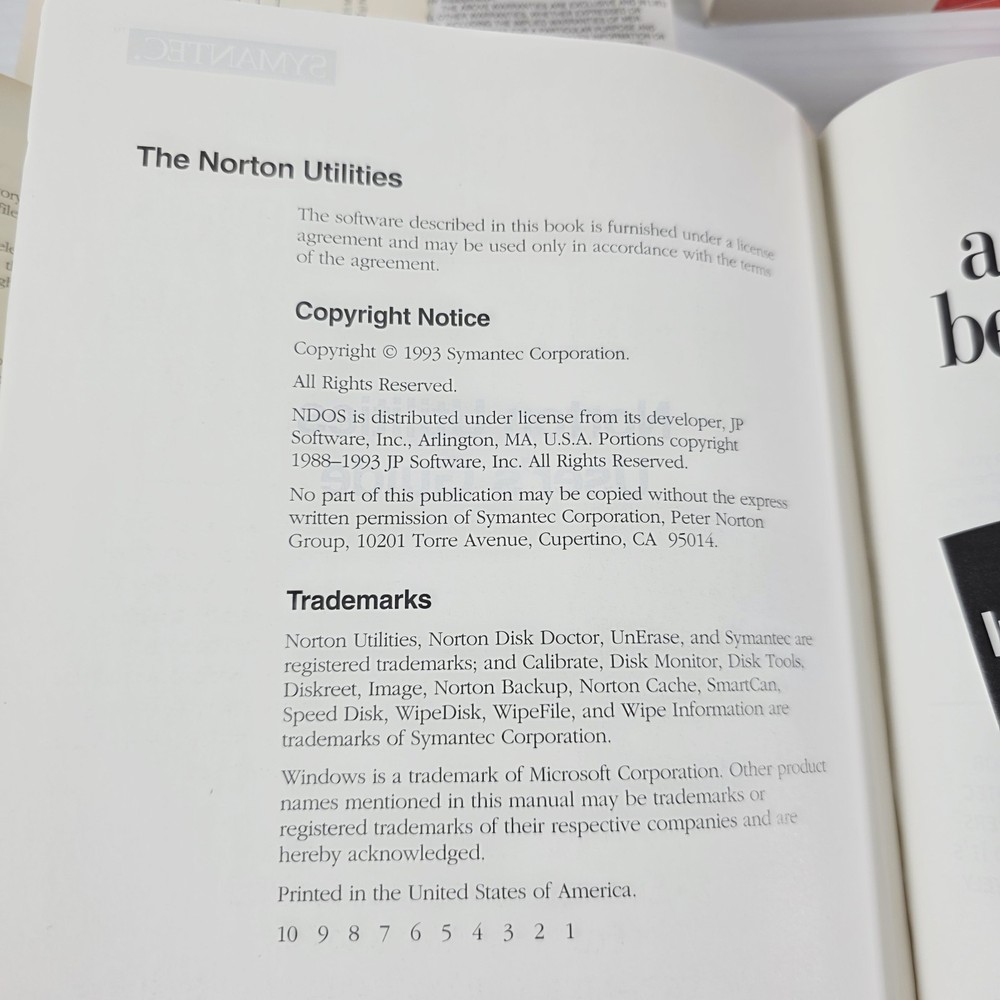 SYMANTEC.
The Norton Utilities
The software described in this book is furnished under a license
agreement and may be used only in accordance with the terms
of the agreement.
Copyright Notice
Copyright © 1993 Symantec Corporation.
All Rights Reserved.
NDOS is distributed under license from its developer, JP
Software, Inc., Arlington, MA, U.S.A. Portions copyright
1988–1993 JP Software, Inc. All Rights Reserved.
No part of this publication may be copied without the express
written permission of Symantec Corporation, Peter Norton
Group, 10201 Torre Avenue, Cupertino, CA 95014.
Trademarks
Norton Utilities, Norton Disk Doctor, UnErase, and Symantec are
registered trademarks; and Calibrate, Disk Monitor, Disk Tools,
Diskreet, Image, Norton Backup, Norton Cache, SmartCan,
Speed Disk, WipeDisk, WipeFile, and Wipe Information are
trademarks of Symantec Corporation.
Windows is a trademark of Microsoft Corporation. Other product
names mentioned in this manual may be trademarks or
registered trademarks of their respective companies and are
hereby acknowledged.
Printed in the United States of America.
10 9 8 7 6 5 4 3 2 1